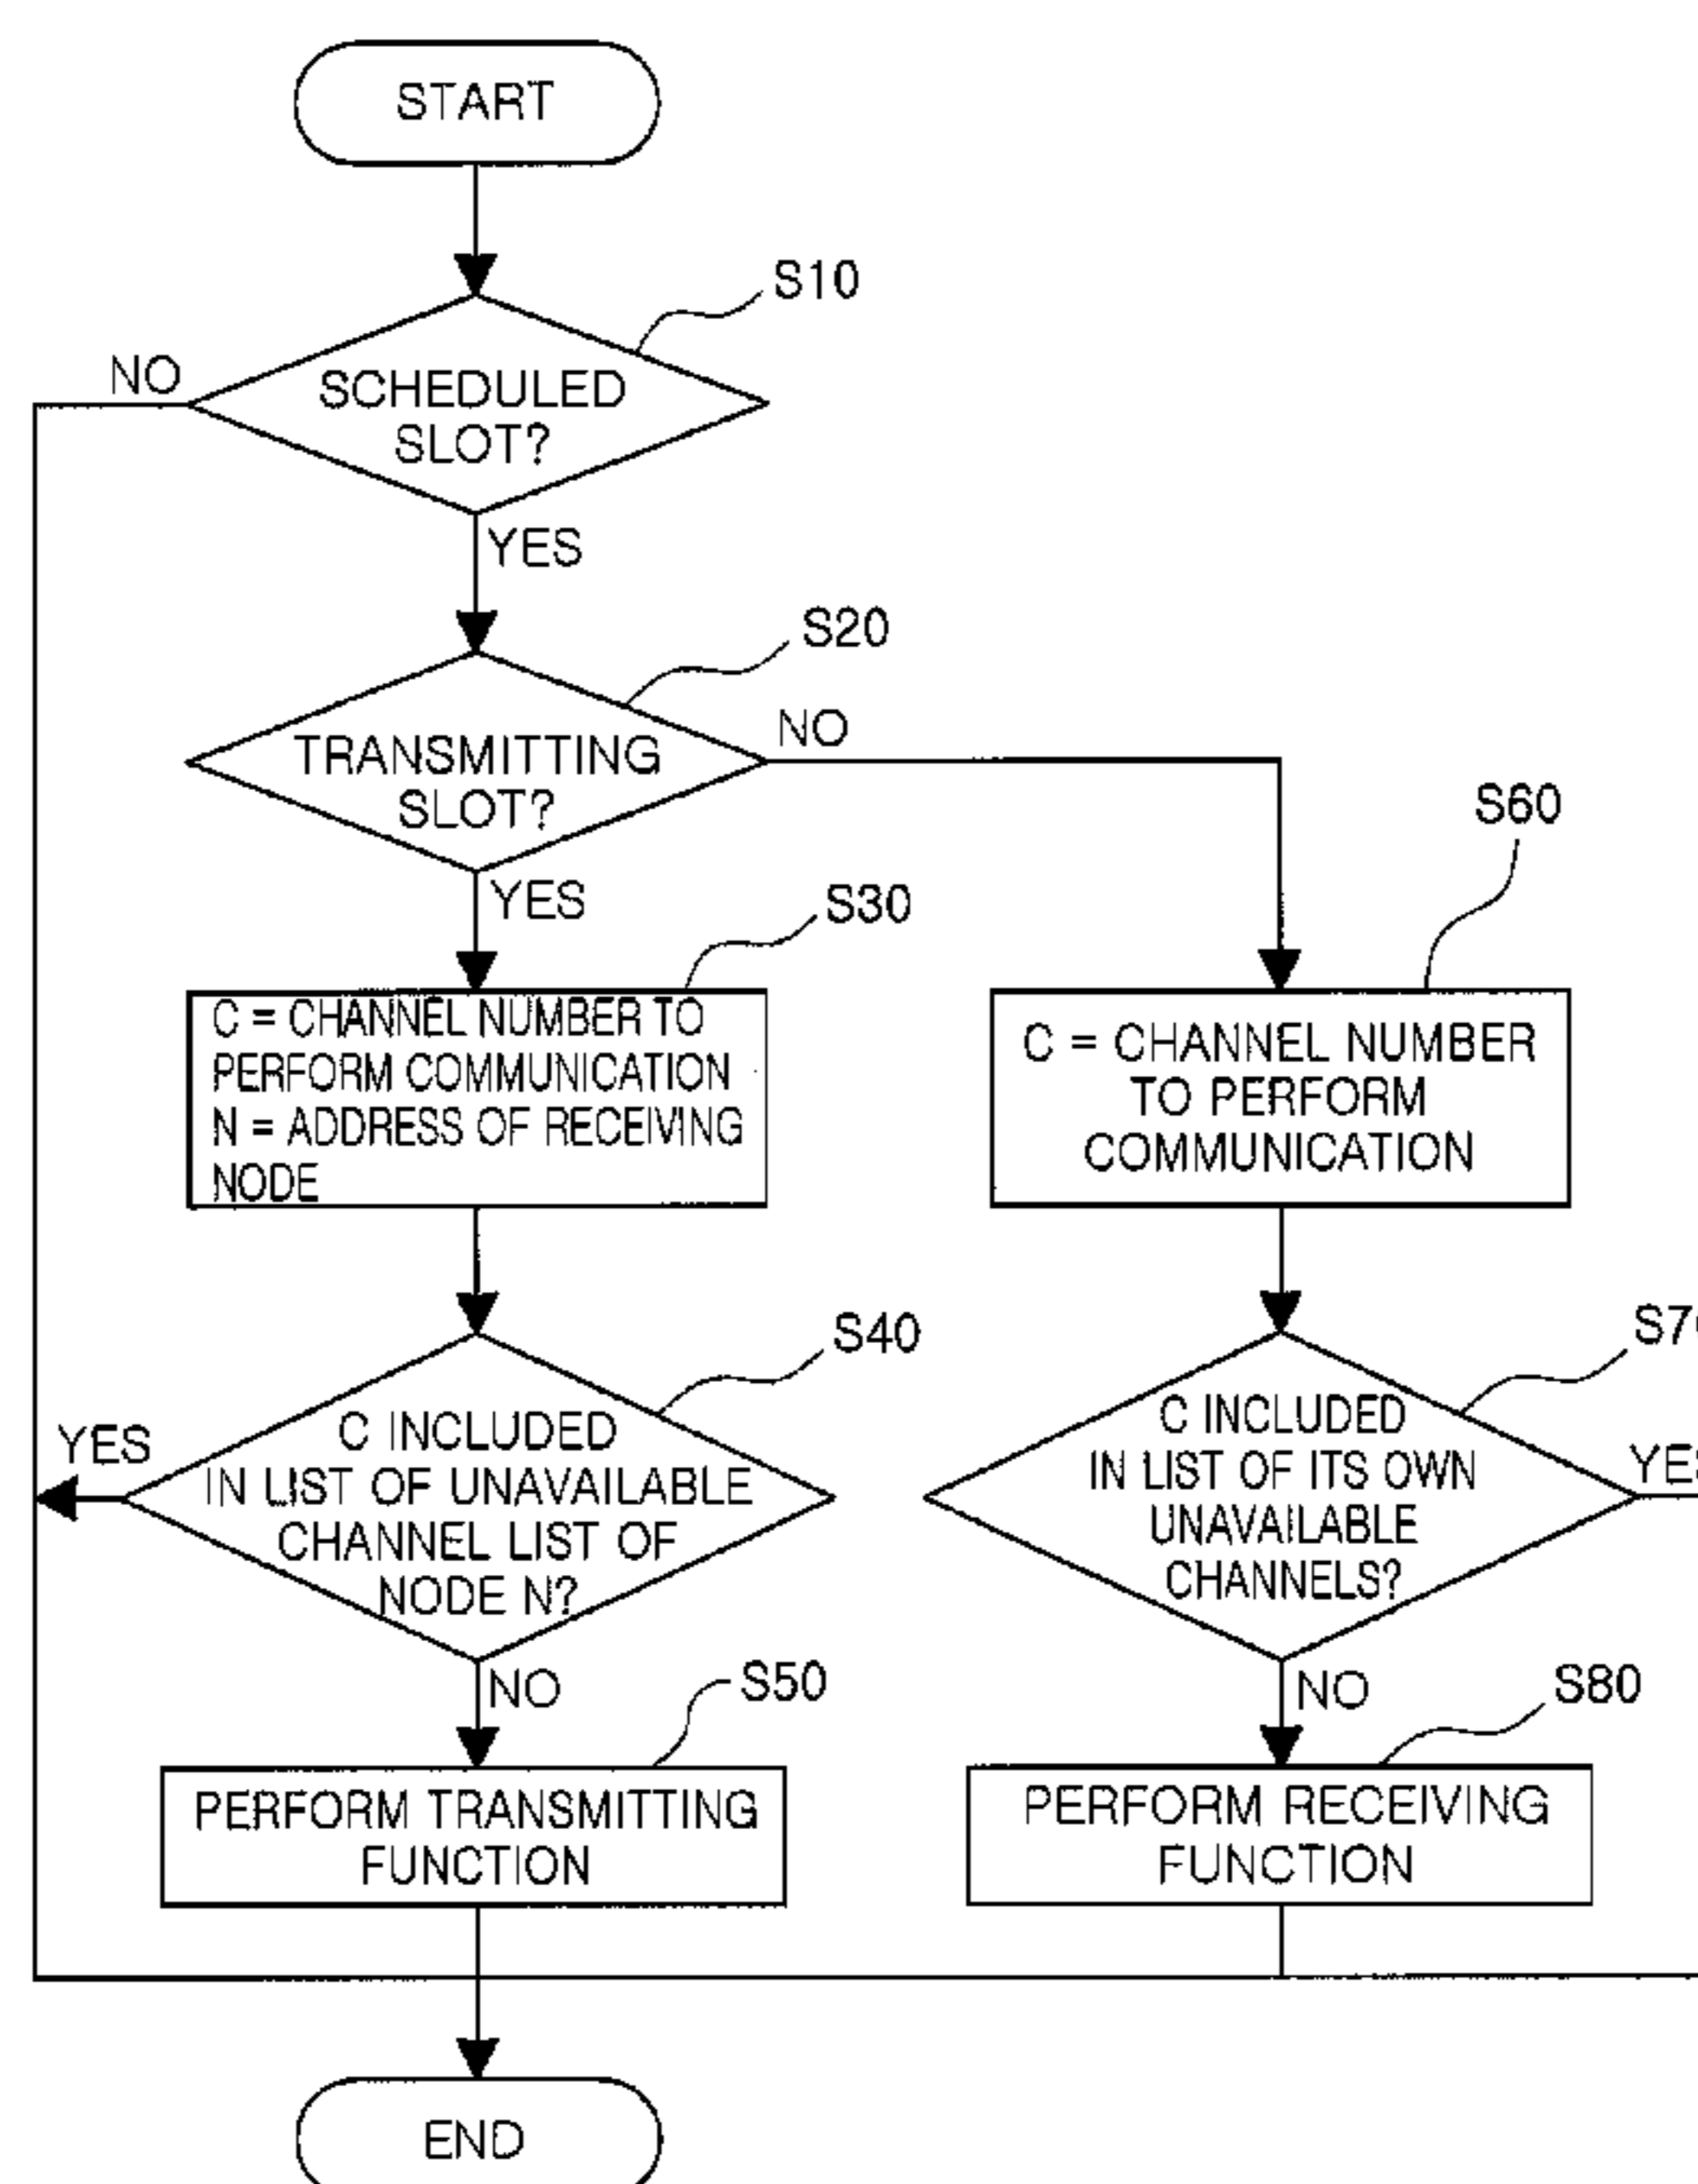 START
S10
NO
SCHEDULED
SLOT?
YES
S20
NO
TRANSMITTING
SLOT?
YES
S30
S60
C = CHANNEL NUMBER TO
PERFORM COMMUNICATION
N = ADDRESS OF RECEIVING
NODE
C = CHANNEL NUMBER
TO PERFORM
COMMUNICATION
S40
S70
YES
C INCLUDED
IN LIST OF UNAVAILABLE
CHANNEL LIST OF
NODE N?
C INCLUDED
IN LIST OF ITS OWN
UNAVAILABLE
CHANNELS?
YES
NO
S50
NO
S80
PERFORM TRANSMITTING
FUNCTION
PERFORM RECEIVING
FUNCTION
END